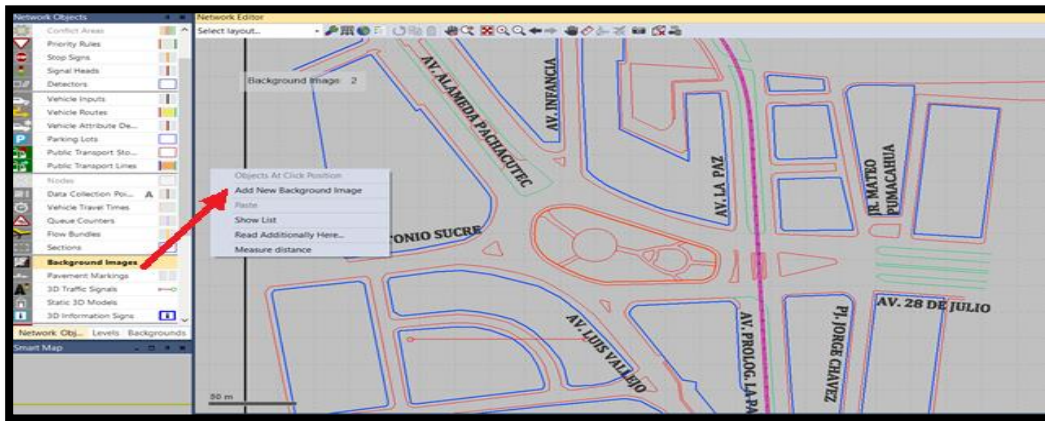 Network Objects
Conflict Areas
Priority Rules
Stop Signs
Signal Heads
Detectors
Vehicle Inputs
Vehicle Routes
Vehicle Attribute De...
Parking Lots
Public Transport Sto...
Public Transport Lines
Nodes
Data Collection Poi... A
Vehicle Travel Times
Queue Counters
Flow Bundles
Sections
Background Images
Pavement Markings
3D Traffic Signals
Static 3D Models
3D Information Signs
Network Obj... Levels Backgrounds
Smart Map
Network Editor
Select layout...
Background Image: 2
Objects At Click Position
Add New Background Image
Paste
Show List
Read Additionally Here...
Measure distance
AV. ALAMEDA PACHACUTEC
AV. INFANCIA
AV. LA PAZ
JR. MATEO
PUMACAHUA
ONIO SUCRE
AV. 28 DE JULIO
AV. LUIS VALLEJO
AV. PROLOG. LA PA
PJ. JORGE CHAVEZ
50 m